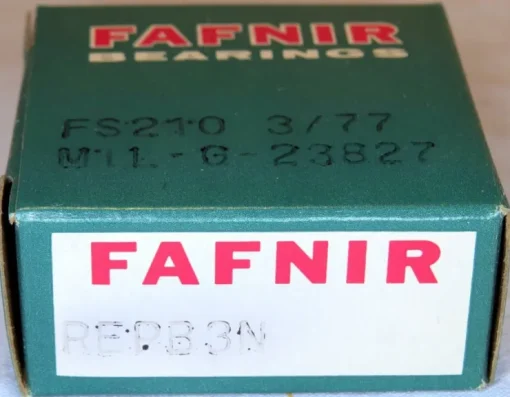 FAFNIR
BEARINGS
FS210 3/77
MIL-G-23827
FAFNIR
REPB3N